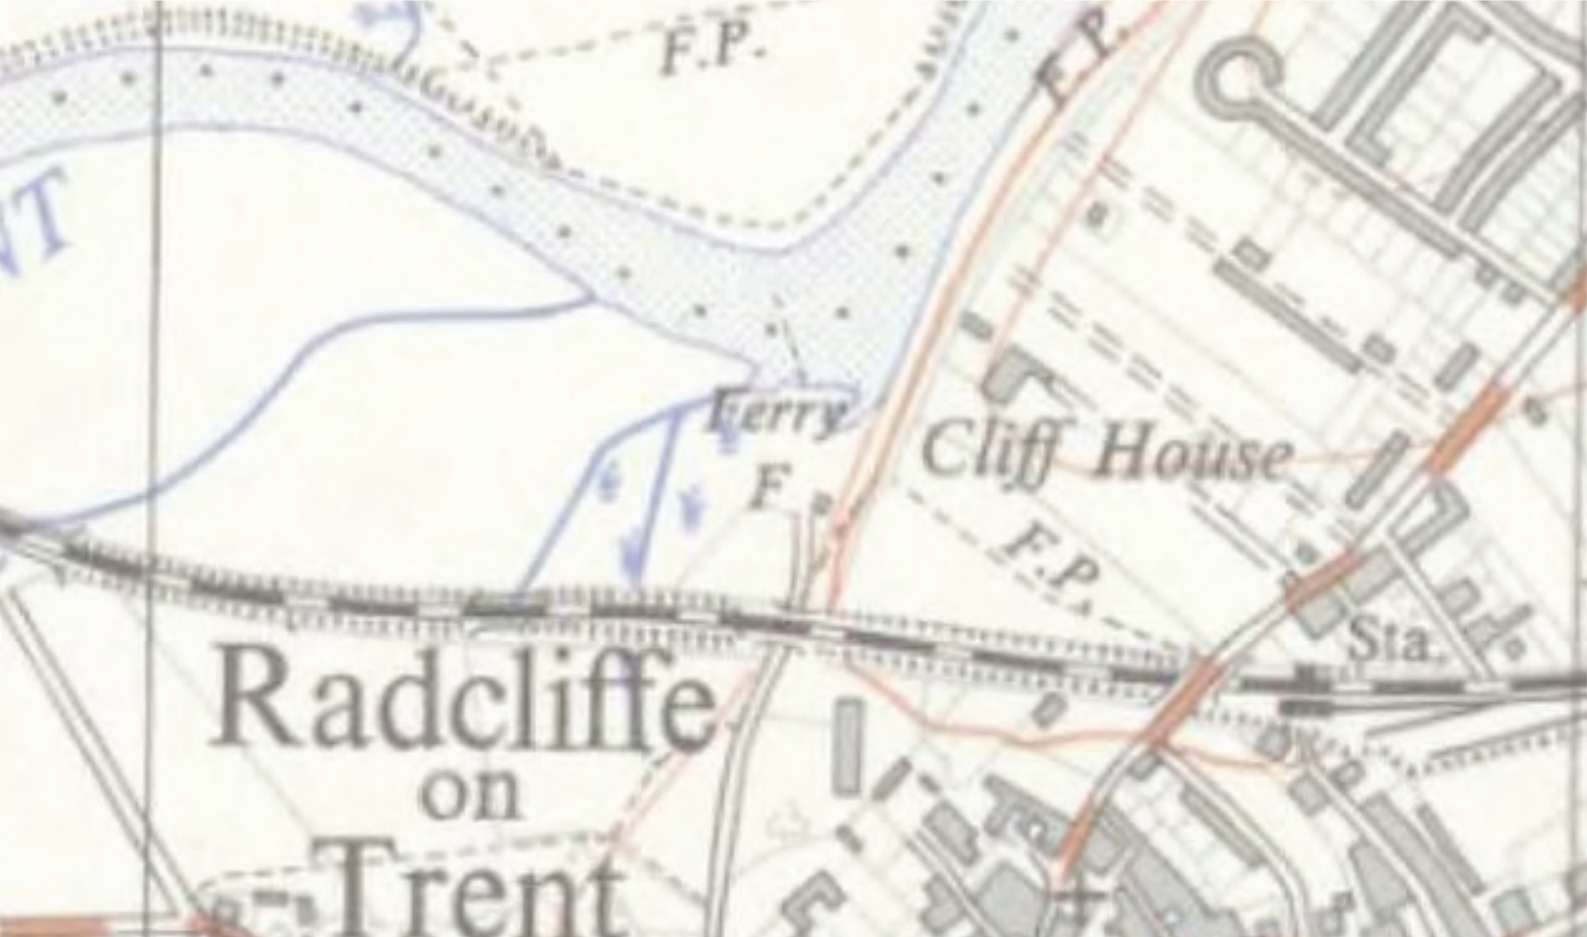 F.P.
F.P.
NT
Ferry
Cliff House
F
F.P.
Sta.
Radcliffe
on
Trent